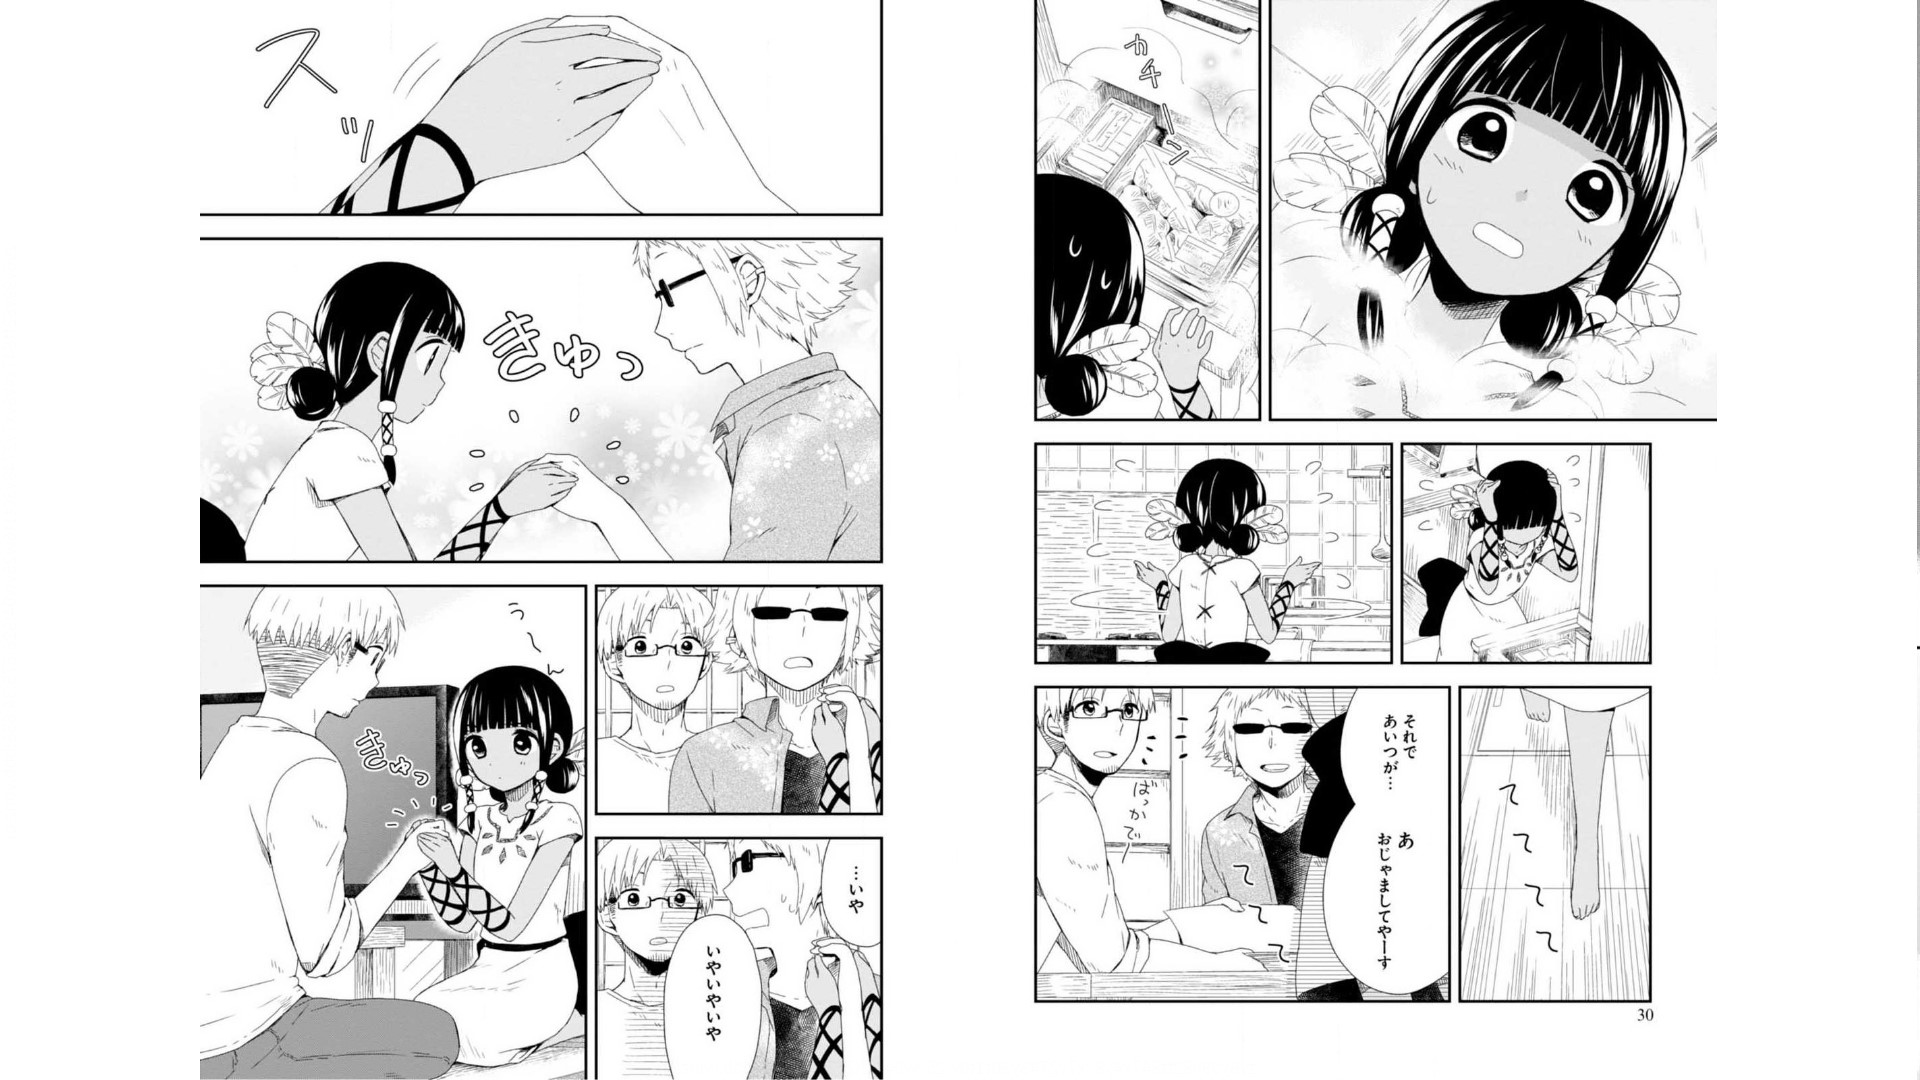 カチーン
それで
あいつが…
あ
おじゃましてやーす
ばっかで
てててて
ててて
スッ
きゅっ
…いや
いやいやいや
うーん
きゅっ
30